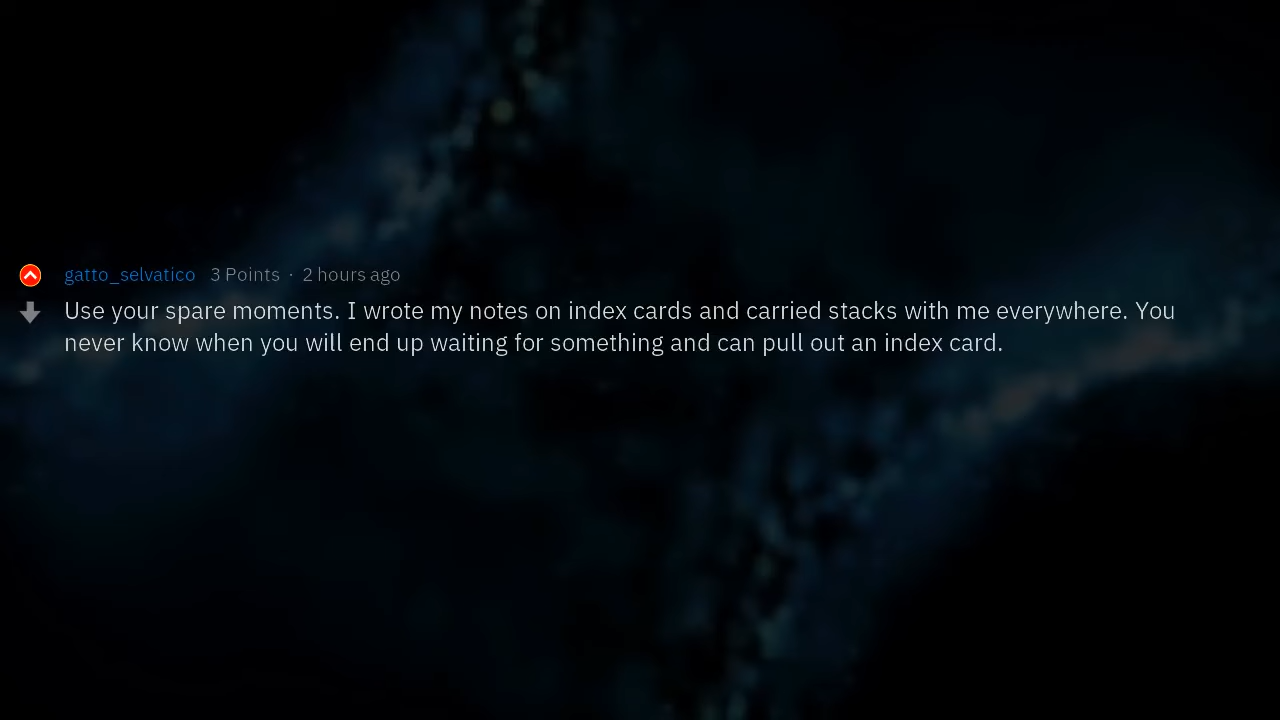 gatto_selvatico 3 Points · 2 hours ago
Use your spare moments. I wrote my notes on index cards and carried stacks with me everywhere. You
never know when you will end up waiting for something and can pull out an index card.